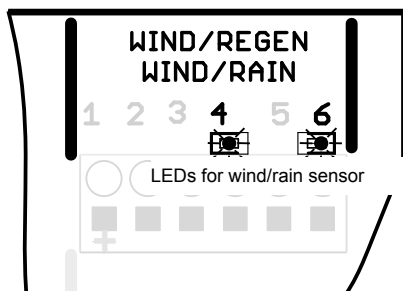 WIND/REGEN
WIND/RAIN
1 2 3 4 5 6
LEDs for wind/rain sensor
+